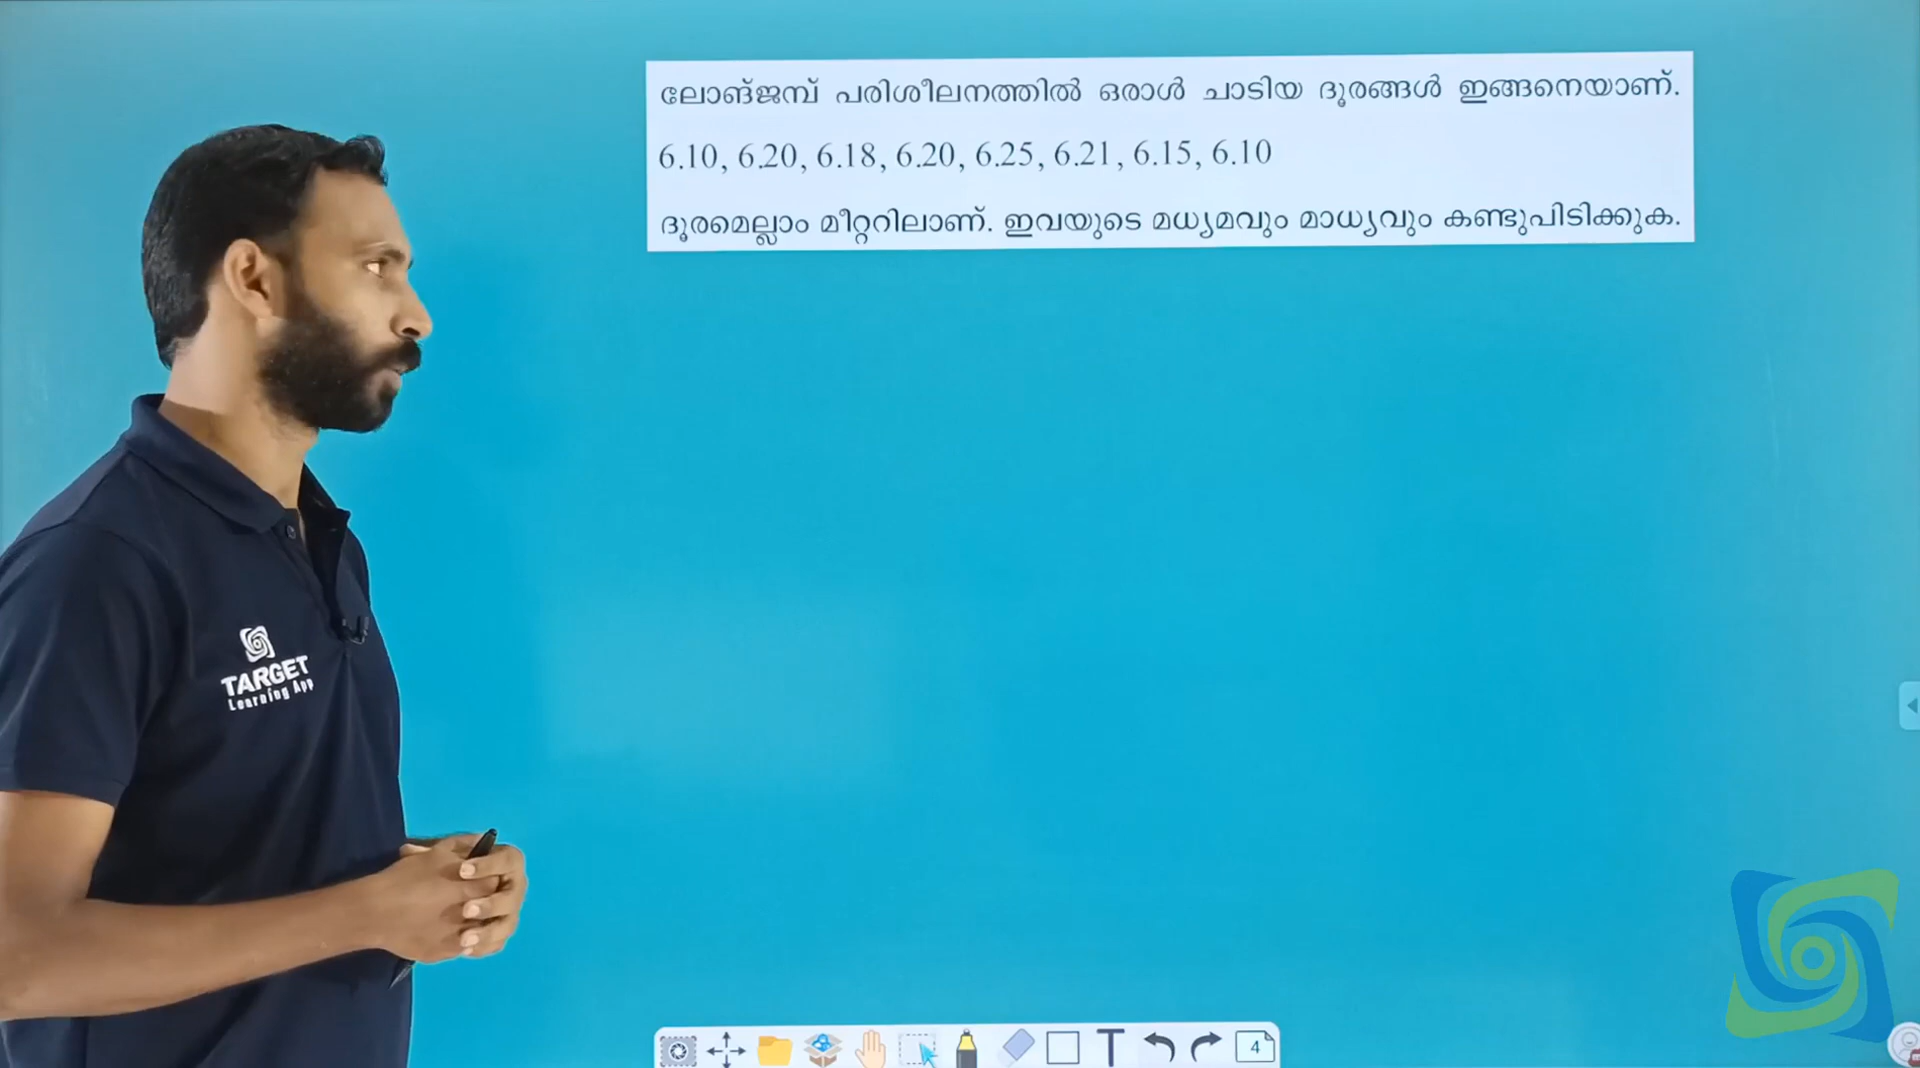 ലോങ്ജമ്പ് പരിശീലനത്തിൽ ഒരാൾ ചാടിയ ദൂരങ്ങൾ ഇങ്ങനെയാണ്.
6.10, 6.20, 6.18, 6.20, 6.25, 6.21, 6.15, 6.10
ദൂരമെല്ലാം മീറ്ററിലാണ്. ഇവയുടെ മധ്യമവും മാധ്യവും കണ്ടുപിടിക്കുക.
TARGET
Learning App
T
4